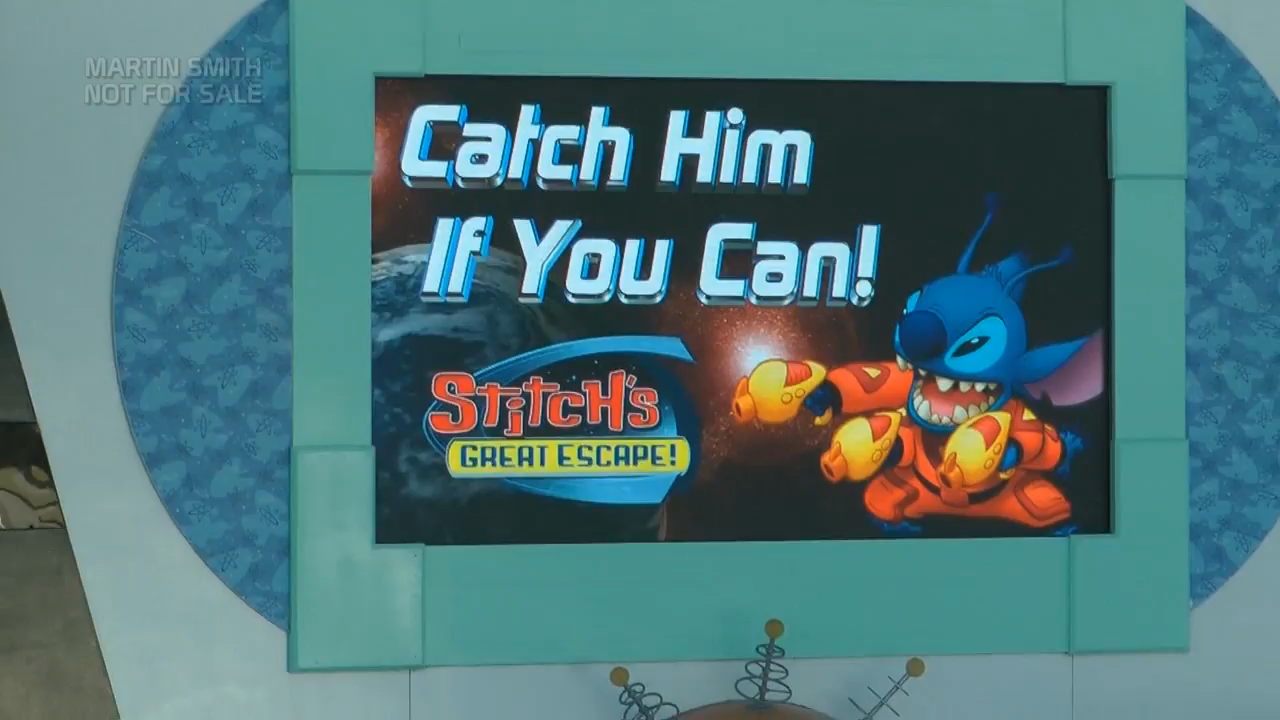 MARTIN SMITH
NOT FOR SALE
Catch Him
If You Can!
Stitch's
GREAT ESCAPE!